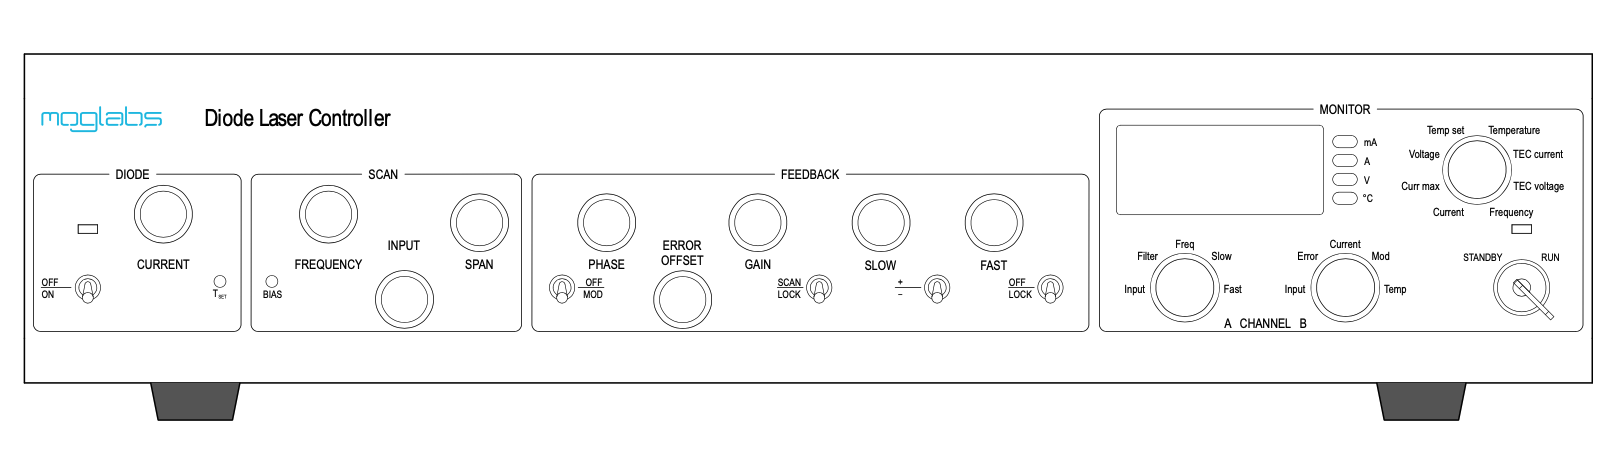 moglabs
Diode Laser Controller
DIODE
CURRENT
OFF
ON
TSET
SCAN
FREQUENCY
INPUT
SPAN
BIAS
FEEDBACK
PHASE
ERROR
OFFSET
GAIN
SLOW
FAST
OFF
MOD
SCAN
LOCK
+
–
OFF
LOCK
MONITOR
mA
A
V
°C
Temp set
Temperature
Voltage
TEC current
Curr max
TEC voltage
Current
Frequency
Freq
Filter
Slow
Input
Fast
Current
Error
Mod
Input
Temp
A CHANNEL B
STANDBY
RUN